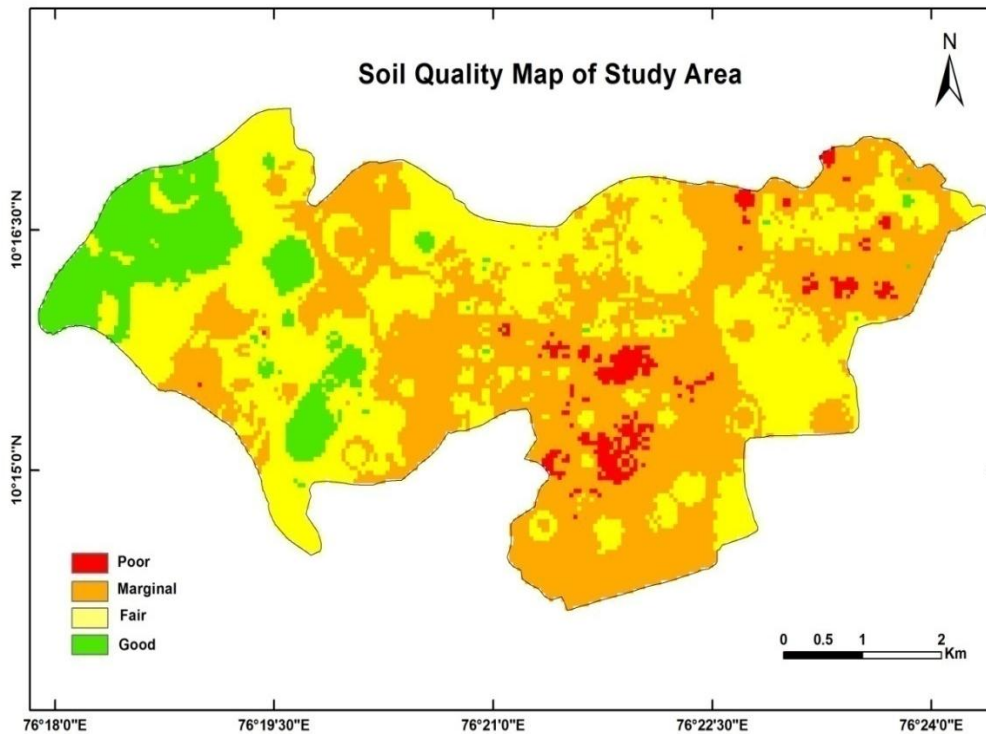 Soil Quality Map of Study Area
N
10°16'30"N
10°15'0"N
Poor
Marginal
Fair
Good
0 0.5 1 2
Km
76°18'0"E 76°19'30"E 76°21'0"E 76°22'30"E 76°24'0"E